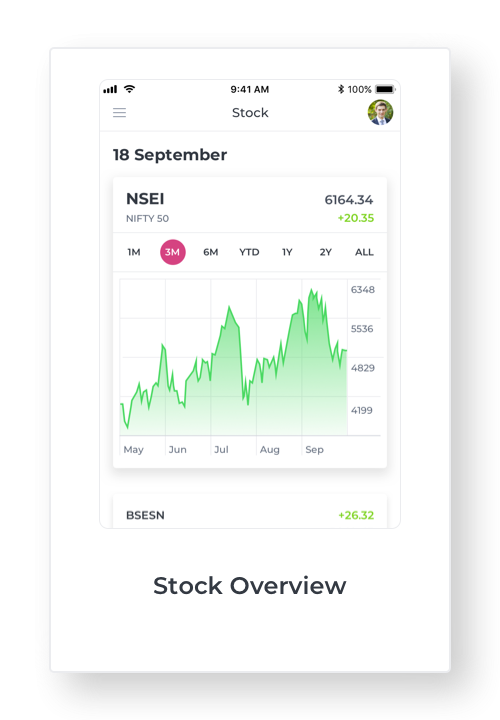 9:41 AM
100%
Stock
18 September
NSEI
6164.34
NIFTY 50
+20.35
1M 3M 6M YTD 1Y 2Y ALL
6348
5536
4829
4199
May Jun Jul Aug Sep
BSESN
+26.32
Stock Overview